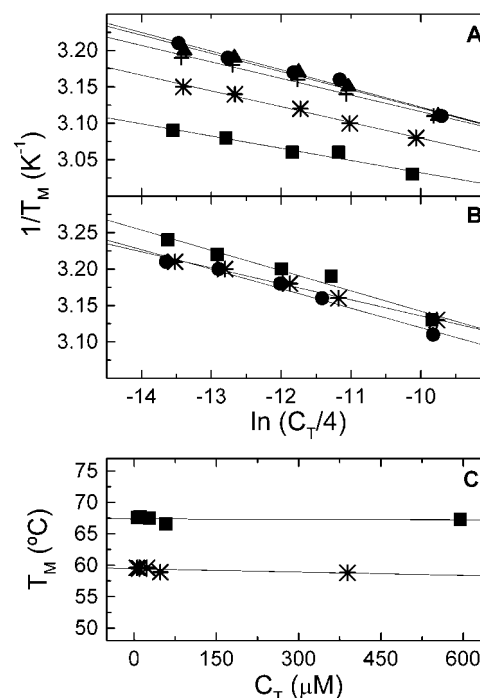 A
3.20
3.15
3.10
3.05
1/T_M (K⁻¹)
B
3.25
3.20
3.15
3.10
-14 -13 -12 -11 -10
ln (C_T/4)
C
75
70
65
60
55
50
T_M (ºC)
0 150 300 450 600
C_T (µM)